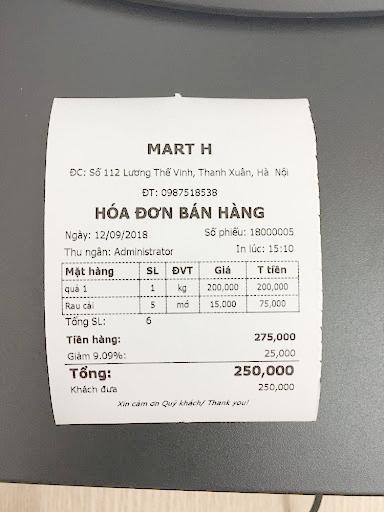 MART H
ĐC: Số 112 Lương Thế Vinh, Thanh Xuân, Hà Nội
ĐT: 0987518538
HÓA ĐƠN BÁN HÀNG
Ngày: 12/09/2018 Số phiếu: 18000005
Thu ngân: Administrator In lúc: 15:10
Mặt hàng SL ĐVT Giá T tiền
quả 1 1 kg 200,000 200,000
Rau cải 5 mớ 15,000 75,000
Tổng SL: 6
Tiền hàng: 275,000
Giảm 9.09%: 25,000
Tổng: 250,000
Khách đưa 250,000
Xin cảm ơn Quý khách/ Thank you!